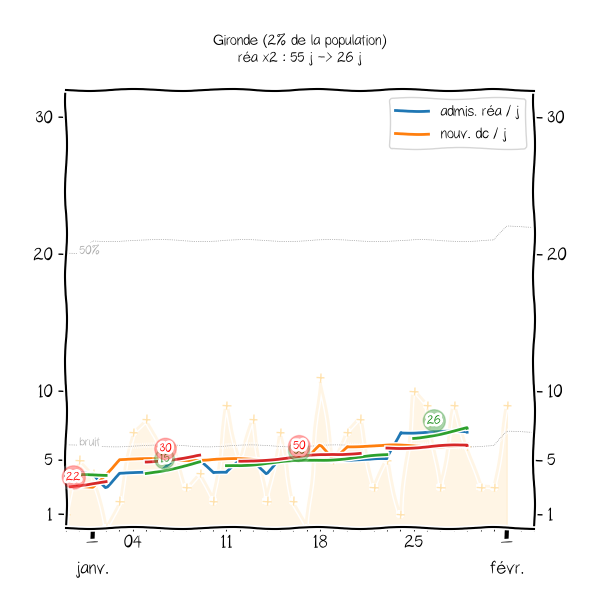 Gironde (2% de la population)
réa x2 : 55 j -> 26 j
admis. réa / j
nouv. dc / j
30
30
50%
20
20
10
10
bruit
5
5
22
30
15
50
26
1
1
04
11
18
25
janv.
févr.